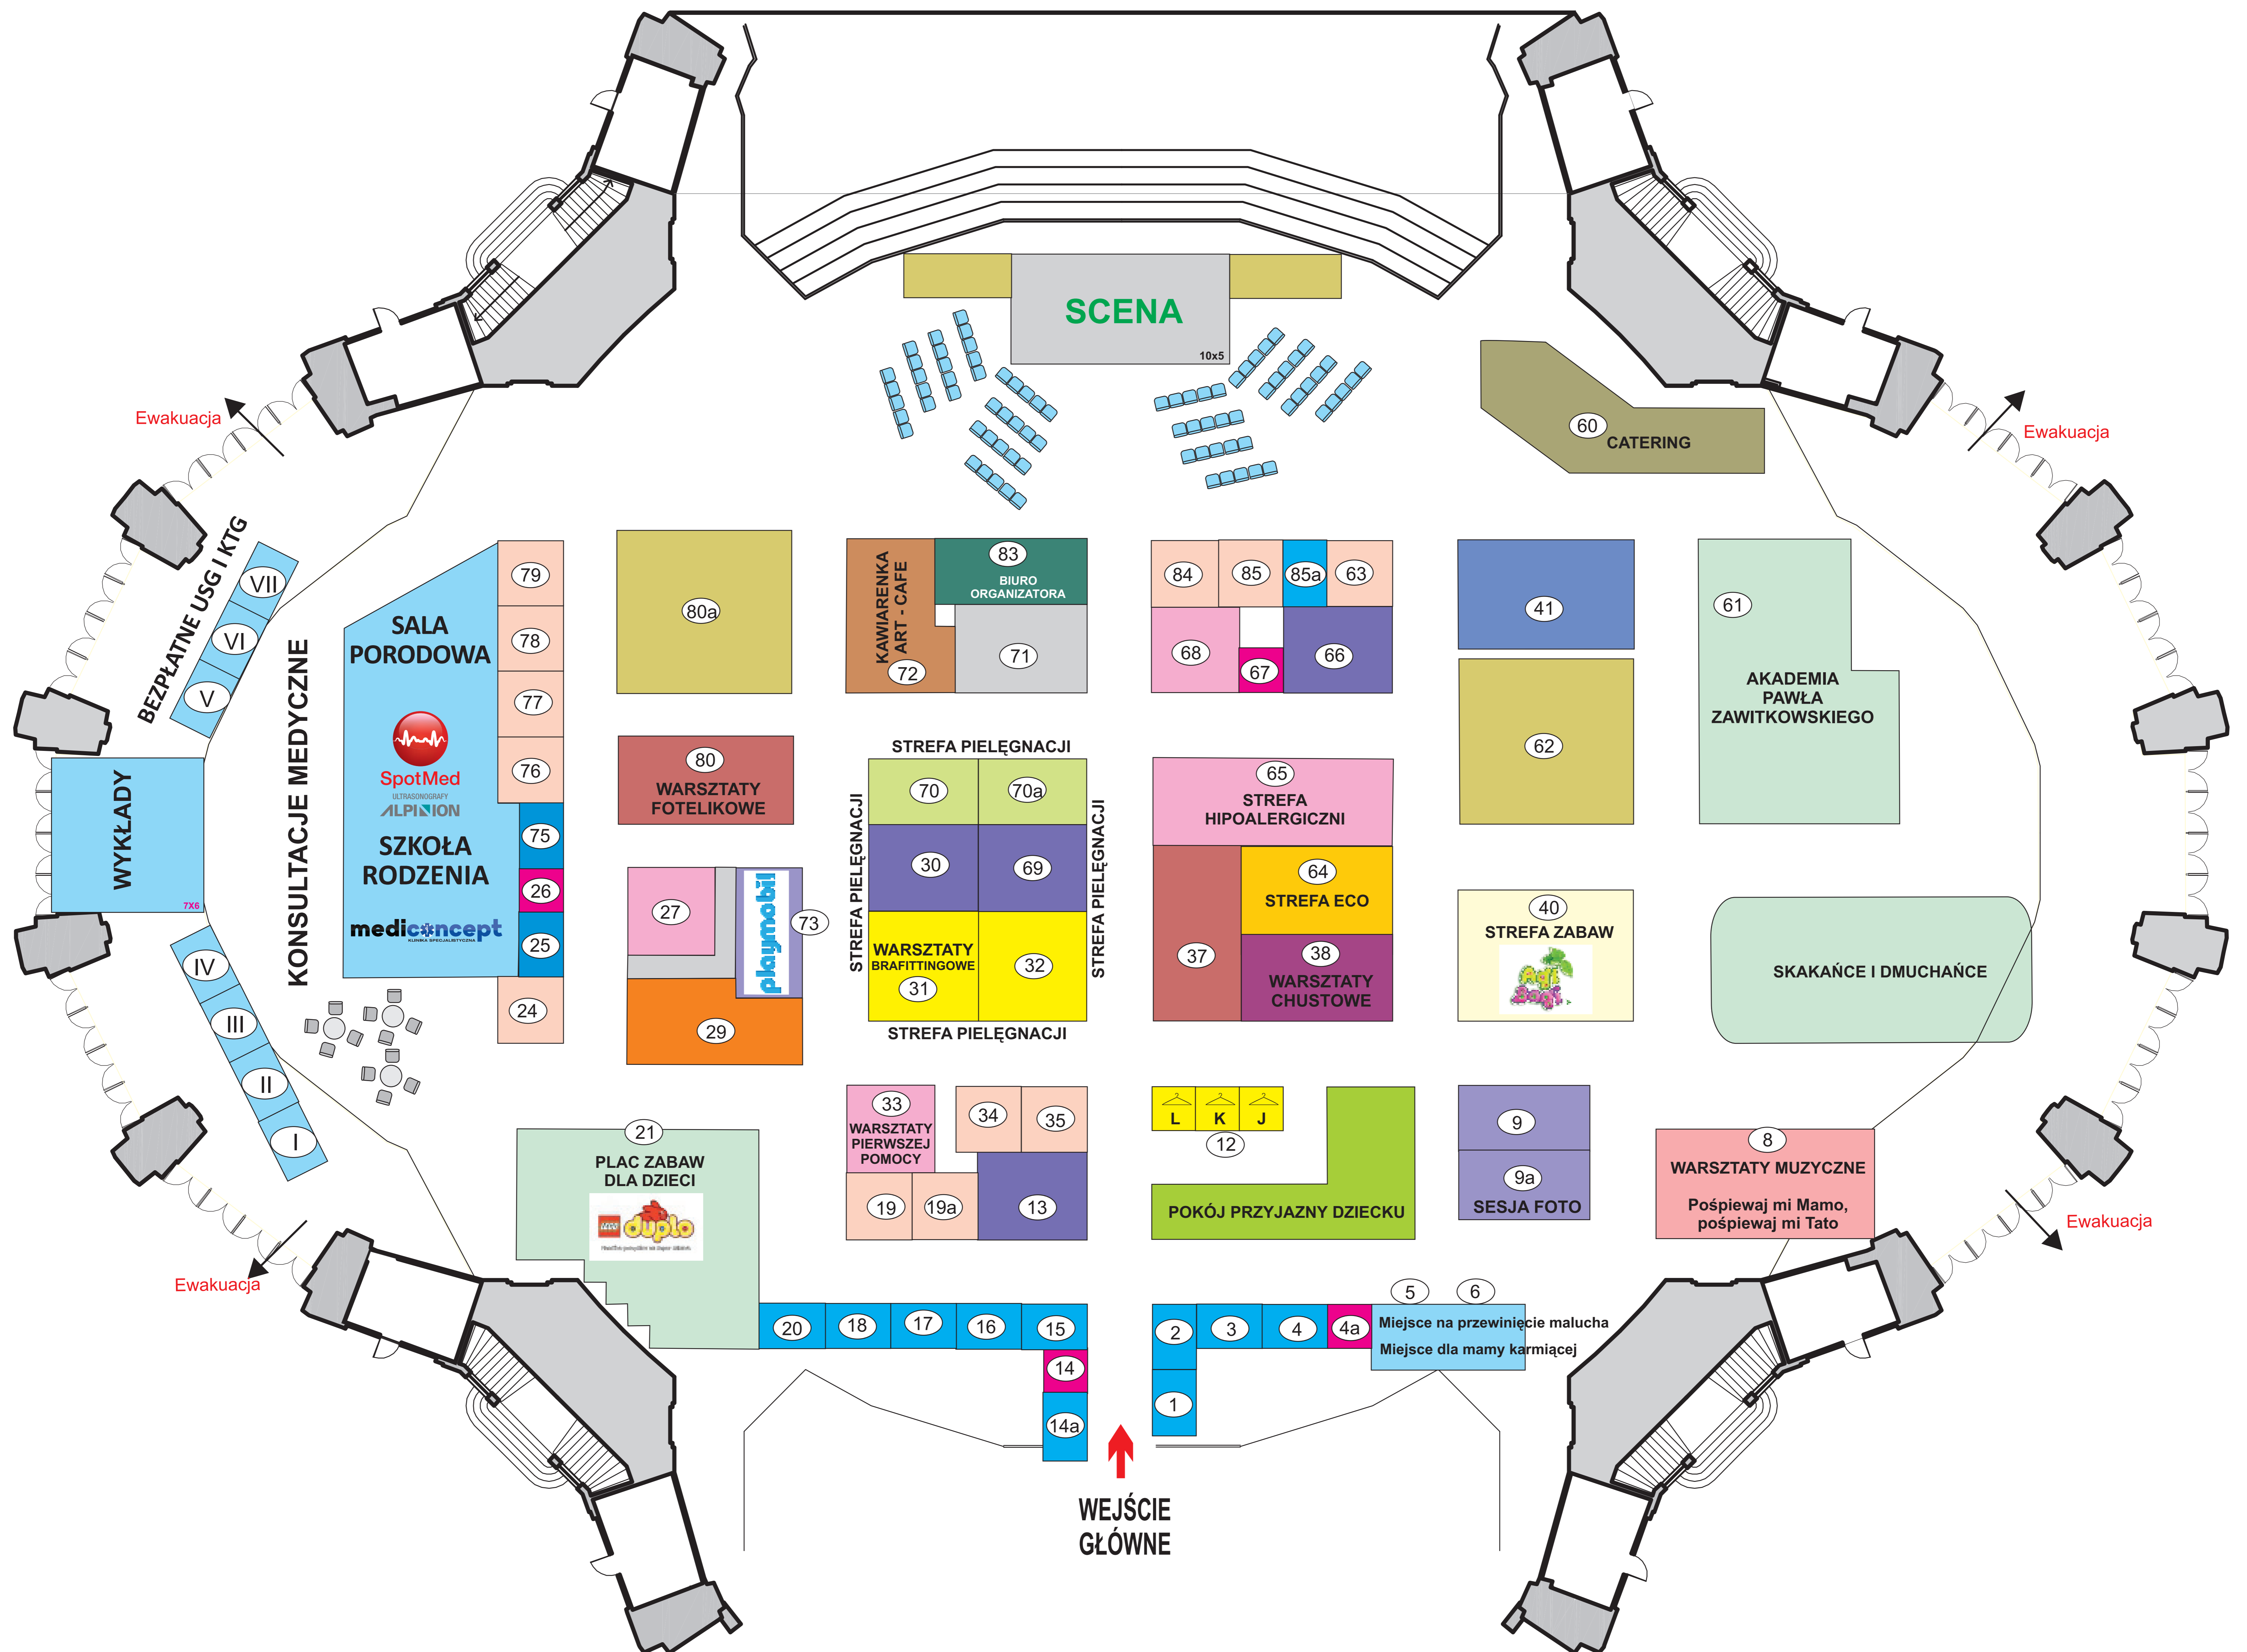 SCENA
10x5
Ewakuacja
Ewakuacja
60
CATERING
BEZPŁATNE USG I KTG
VII
VI
V
KONSULTACJE MEDYCZNE
SALA
PORODOWA
SpotMed
ULTRASONOGRAFY
ALPINION
SZKOŁA
RODZENIA
mediconcept
KLINIKA SPECJALISTYCZNA
79
78
77
76
75
26
25
24
WYKŁADY
7X6
IV
III
II
I
80a
80
WARSZTATY
FOTELIKOWE
27
playmobil
73
29
KAWIARENKA
ART - CAFE
72
83
BIURO
ORGANIZATORA
71
84
85
85a
63
68
67
66
41
62
61
AKADEMIA
PAWŁA
ZAWITKOWSKIEGO
STREFA PIELĘGNACJI
STREFA PIELĘGNACJI
STREFA PIELĘGNACJI
70
70a
30
69
WARSZTATY
BRAFITTINGOWE
31
32
STREFA PIELĘGNACJI
65
STREFA
HIPOALERGICZNI
64
STREFA ECO
37
38
WARSZTATY
CHUSTOWE
40
STREFA ZABAW
SKAKAŃCE I DMUCHAŃCE
21
PLAC ZABAW
DLA DZIECI
LEGO
duplo
33
WARSZTATY
PIERWSZEJ
POMOCY
34
35
19
19a
13
L K J
12
POKÓJ PRZYJAZNY DZIECKU
9
9a
SESJA FOTO
8
WARSZTATY MUZYCZNE
Pośpiewaj mi Mamo,
pośpiewaj mi Tato
Ewakuacja
Ewakuacja
20
18
17
16
15
14
14a
2
3
4
4a
1
5
6
Miejsce na przewinięcie malucha
Miejsce dla mamy karmiącej
WEJŚCIE
GŁÓWNE